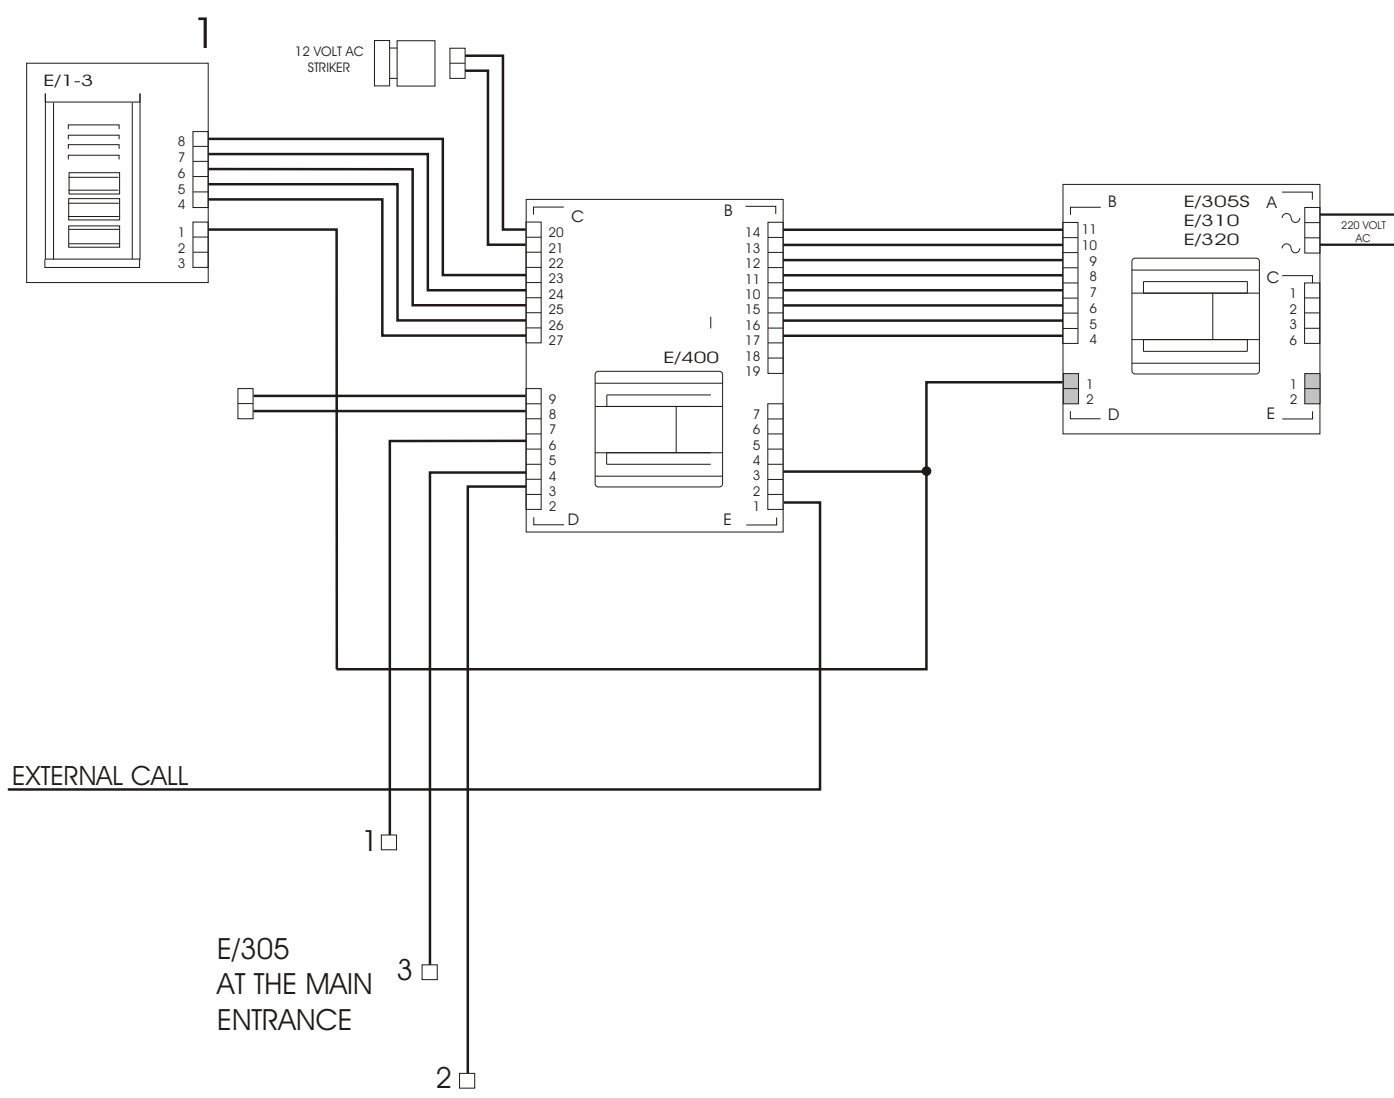 1
12 VOLT AC
STRIKER
E/1-3
8
7
6
5
4
1
2
3
C
B
20
21
22
23
24
25
26
27
14
13
12
11
10
15
16
17
18
19
I
E/400
9
8
7
6
5
4
3
2
7
6
5
4
3
2
1
D
E
B
E/305S
E/310
E/320
A
220 VOLT
AC
11
10
9
8
7
6
5
4
C
1
2
3
6
1
2
1
2
D
E
EXTERNAL CALL
1
E/305
AT THE MAIN
ENTRANCE
3
2